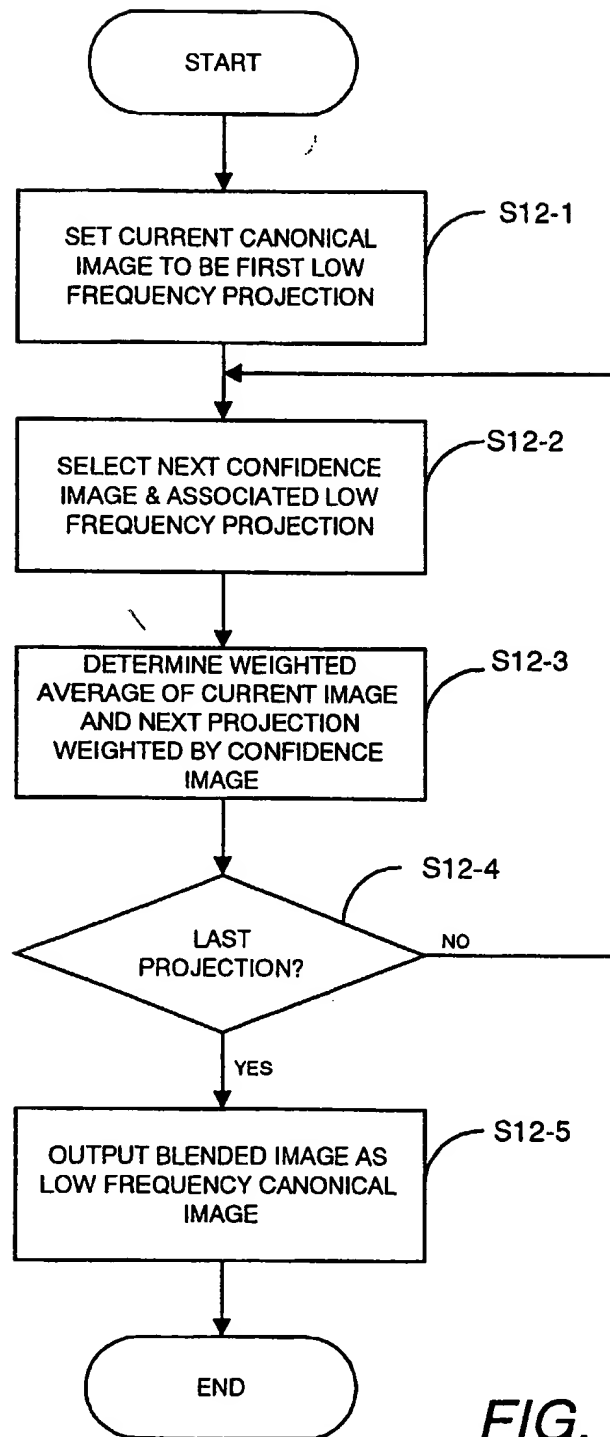 START
S12-1
SET CURRENT CANONICAL
IMAGE TO BE FIRST LOW
FREQUENCY PROJECTION
S12-2
SELECT NEXT CONFIDENCE
IMAGE & ASSOCIATED LOW
FREQUENCY PROJECTION
S12-3
DETERMINE WEIGHTED
AVERAGE OF CURRENT IMAGE
AND NEXT PROJECTION
WEIGHTED BY CONFIDENCE
IMAGE
S12-4
LAST
PROJECTION?
NO
YES
S12-5
OUTPUT BLENDED IMAGE AS
LOW FREQUENCY CANONICAL
IMAGE
END
FIG.